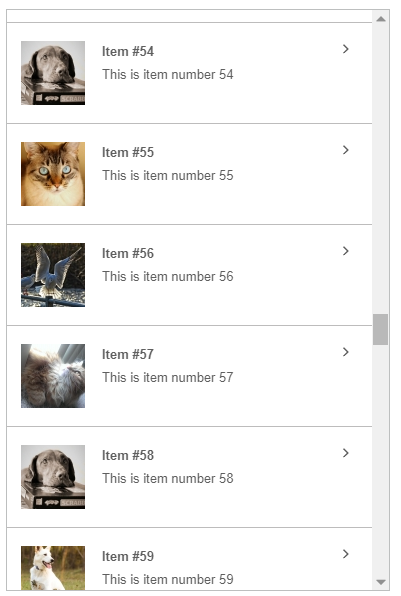 Item #54
This is item number 54
Item #55
This is item number 55
Item #56
This is item number 56
Item #57
This is item number 57
Item #58
This is item number 58
Item #59
This is item number 59